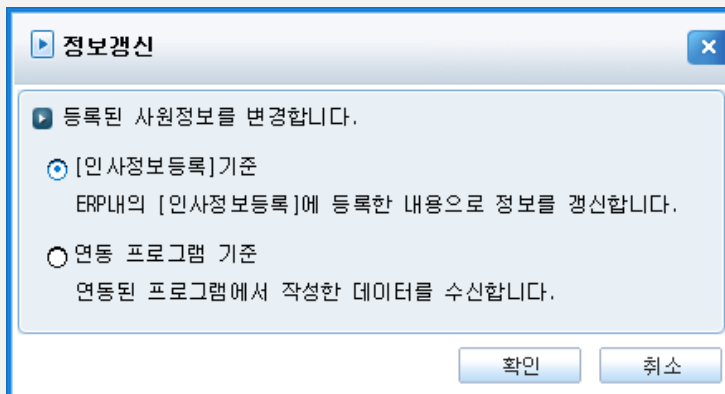 정보갱신
등록된 사원정보를 변경합니다.
[인사정보등록]기준
ERP내의 [인사정보등록]에 등록한 내용으로 정보를 갱신합니다.
연동 프로그램 기준
연동된 프로그램에서 작성한 데이터를 수신합니다.
확인 취소